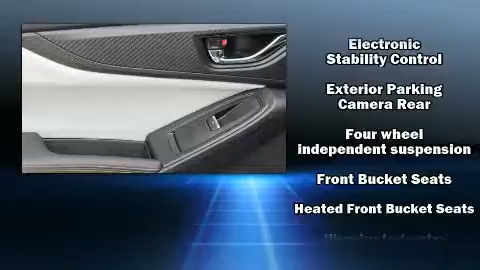 Electronic
Stability Control
Exterior Parking
Camera Rear
Four wheel
independent suspension
Front Bucket Seats
Heated Front Bucket Seats